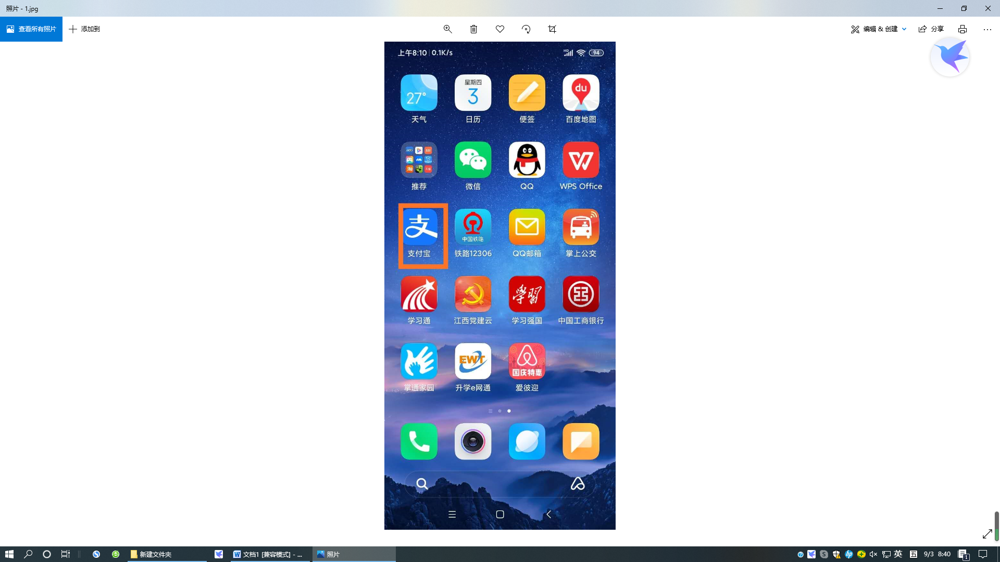 照片 - 1.jpg
查看所有照片
添加到
编辑 & 创建
分享
上午8:10 | 0.1K/s
HD
94
27°
星期四
3
du
天气
日历
便签
百度地图
推荐
微信
QQ
WPS Office
支
中国铁路
支付宝
铁路12306
QQ邮箱
掌上公交
学习
学习通
江西党建云
学习强国
中国工商银行
EWT
国庆特惠
掌通家园
升学e网通
爱彼迎
新建文件夹
文档1 [兼容模式] - ...
照片
英
五
9/3
8:40
1